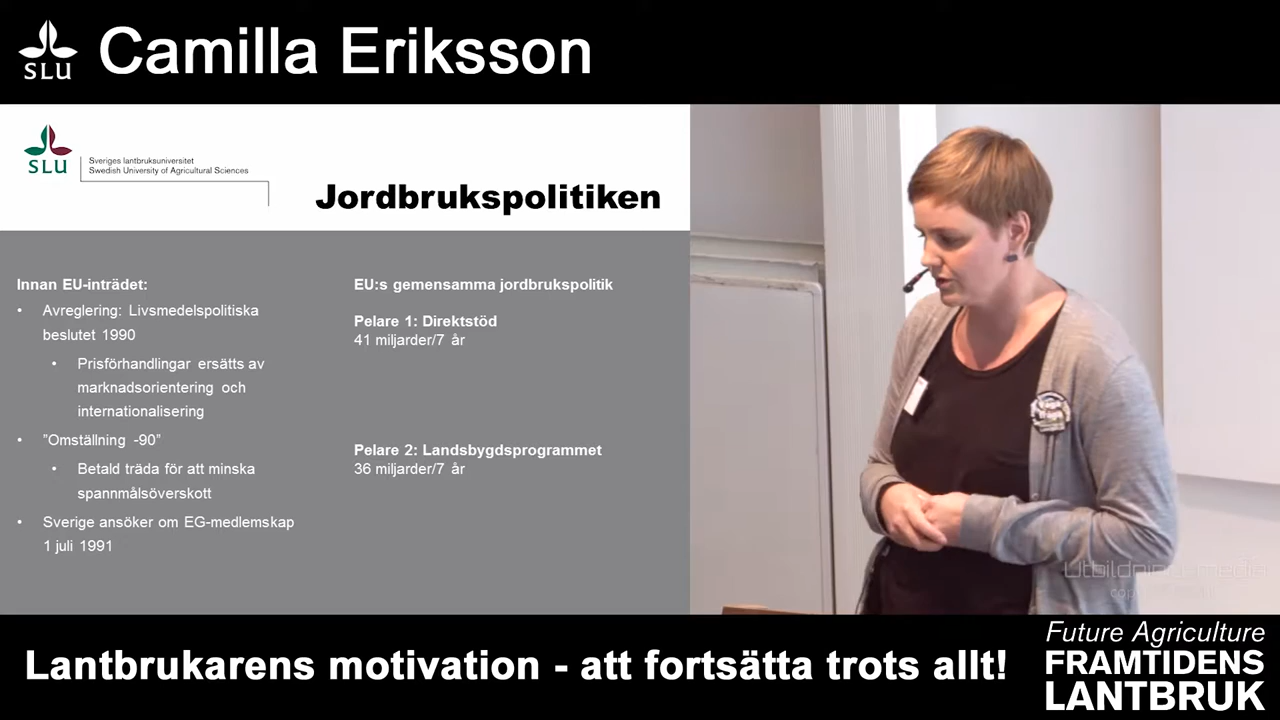 SLU
Camilla Eriksson
SLU
Sveriges lantbruksuniversitet
Swedish University of Agricultural Sciences
Jordbrukspolitiken
Innan EU-inträdet:
• Avreglering: Livsmedelspolitiska
beslutet 1990
• Prisförhandlingar ersätts av
marknadsorientering och
internationalisering
• ”Omställning -90”
• Betald träda för att minska
spannmålsöverskott
• Sverige ansöker om EG-medlemskap
1 juli 1991
EU:s gemensamma jordbrukspolitik
Pelare 1: Direktstöd
41 miljarder/7 år
Pelare 2: Landsbygdsprogrammet
36 miljarder/7 år
Lantbrukarens motivation - att fortsätta trots allt!
Future Agriculture
FRAMTIDENS
LANTBRUK